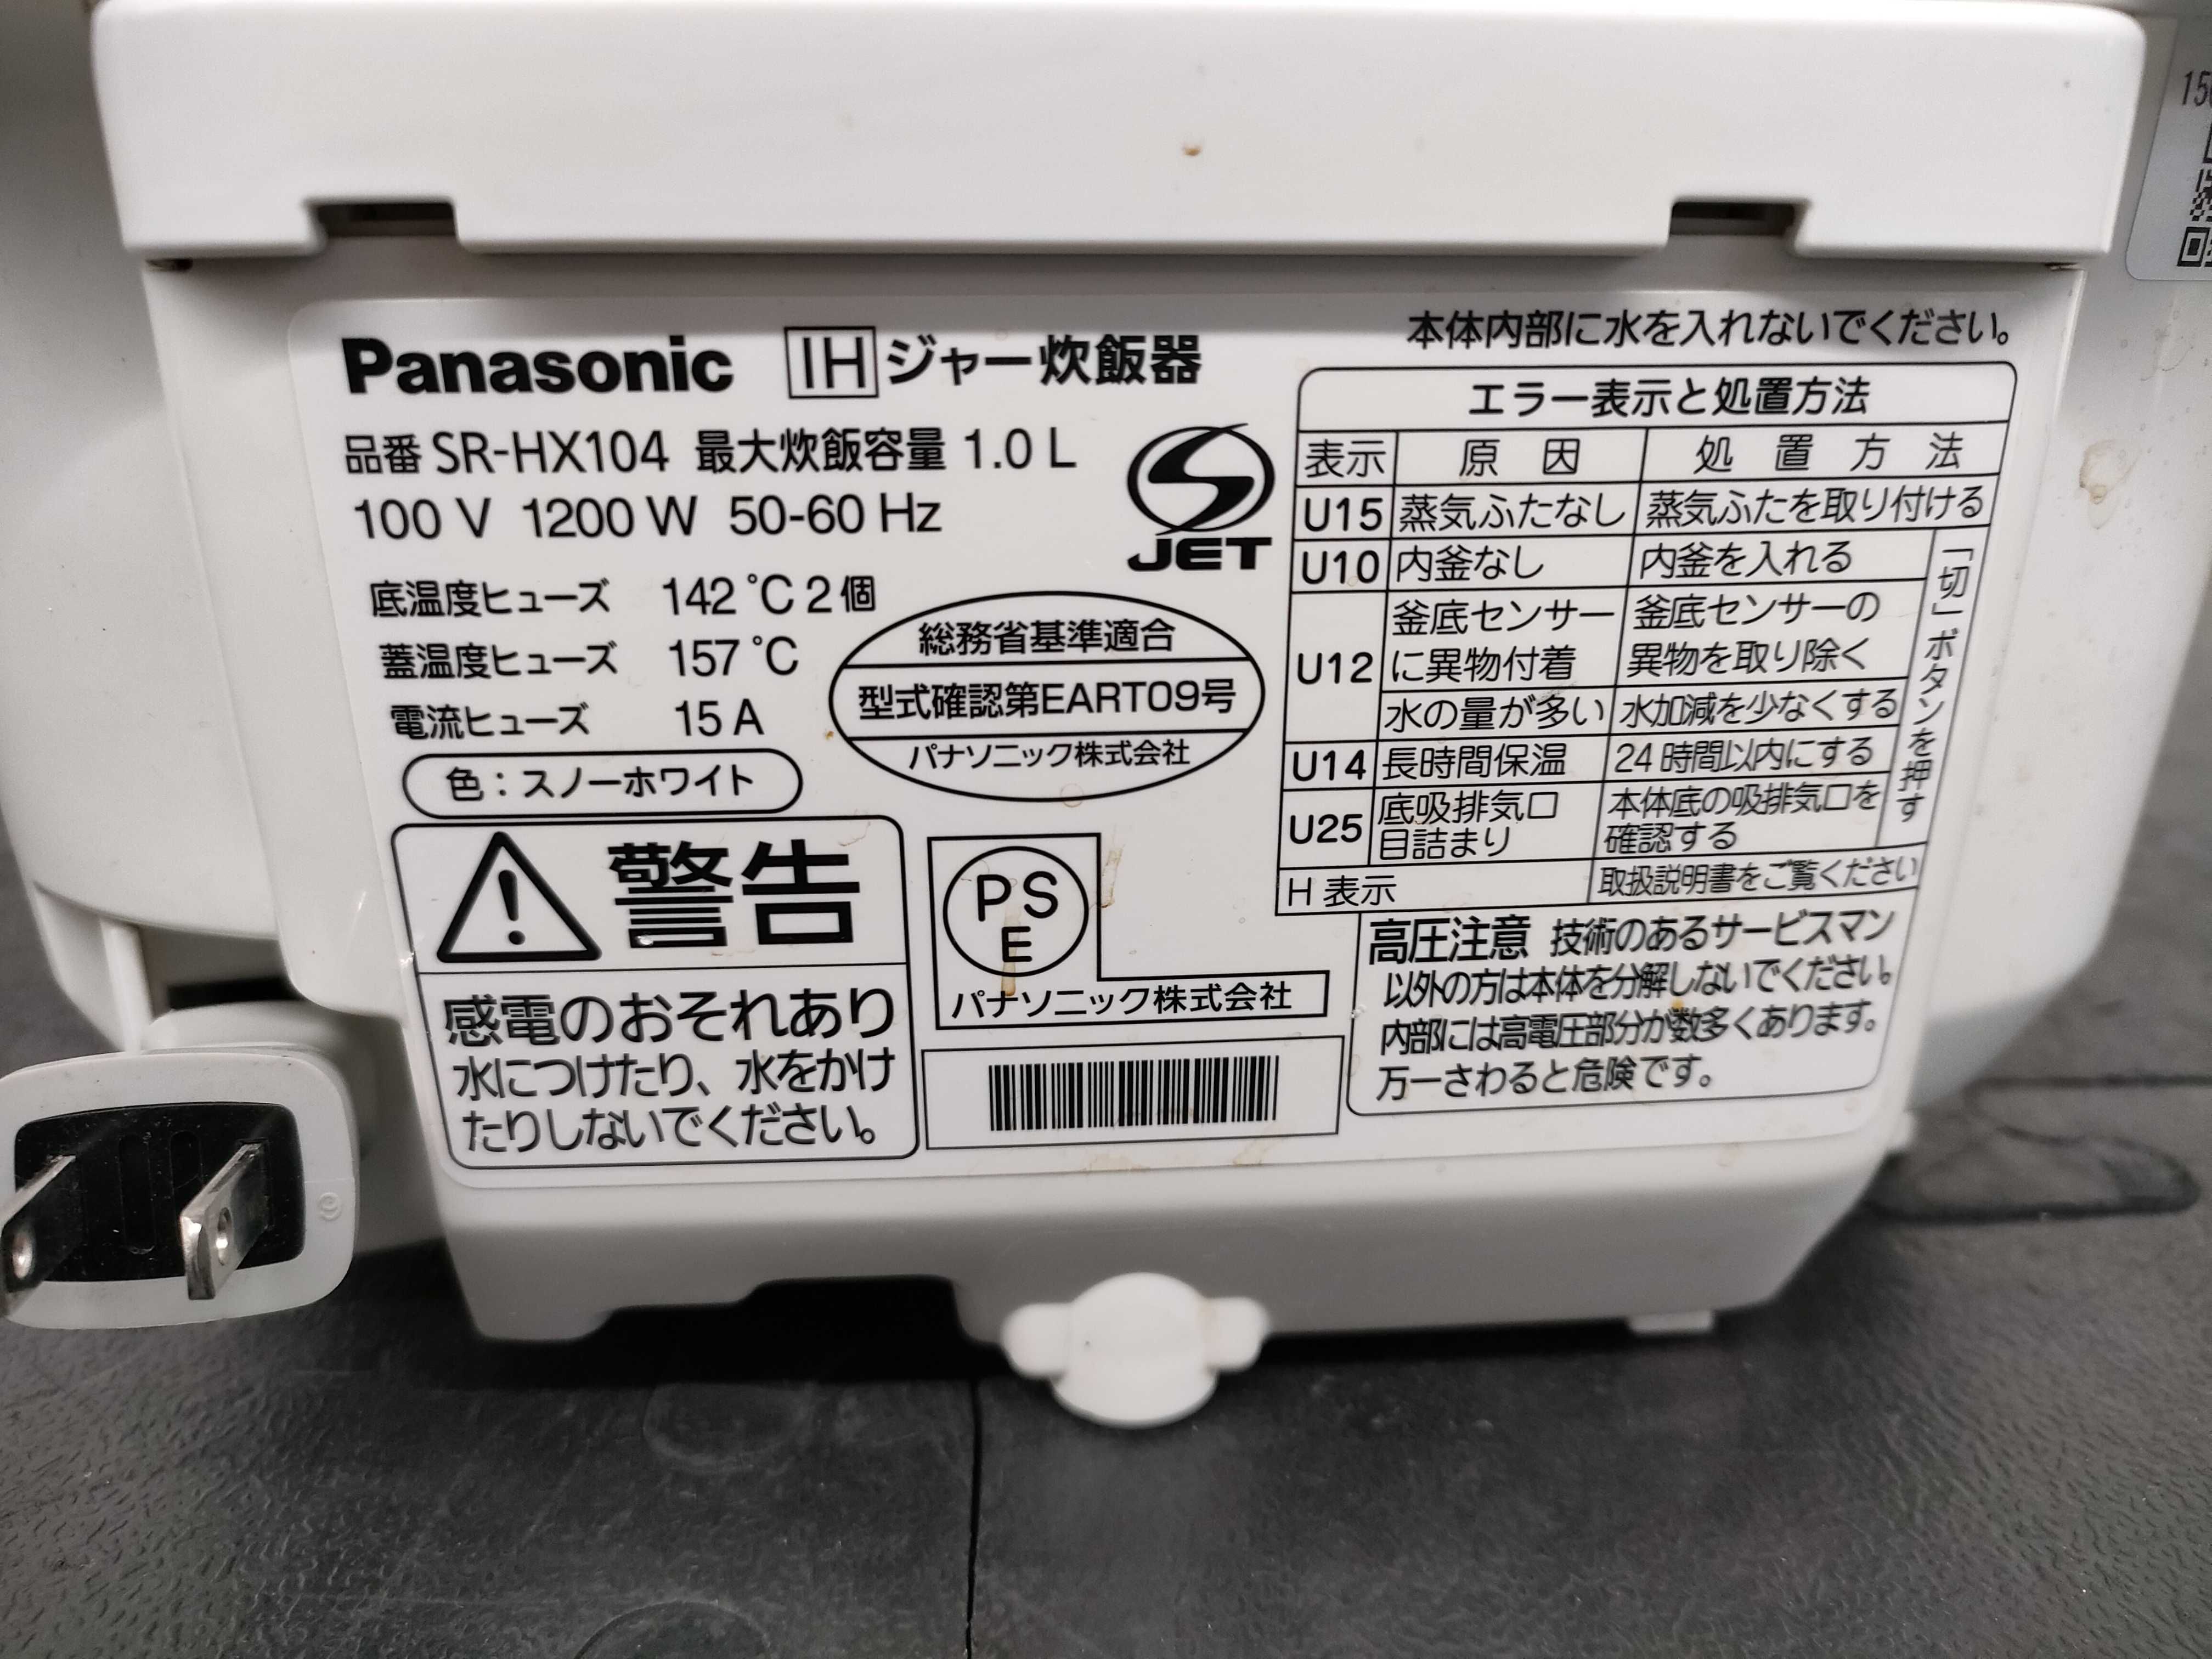 Panasonic IHジャー炊飯器
品番 SR-HX104 最大炊飯容量 1.0 L
100 V 1200 W 50-60 Hz
底温度ヒューズ 142 ℃ 2個
蓋温度ヒューズ 157 ℃
電流ヒューズ 15 A
色：スノーホワイト
JET
総務省基準適合
型式確認第EART09号
パナソニック株式会社
警告
感電のおそれあり
水につけたり、水をかけ
たりしないでください。
PS
E
パナソニック株式会社
本体内部に水を入れないでください。
エラー表示と処置方法
表示 原因 処置方法
U15 蒸気ふたなし 蒸気ふたを取り付ける
U10 内釜なし 内釜を入れる
U12 釜底センサー 釜底センサーの
に異物付着 異物を取り除く
水の量が多い 水加減を少なくする
U14 長時間保温 24時間以内にする
U25 底吸排気口 本体底の吸排気口を
目詰まり 確認する
「切」ボタンを押す
H 表示 取扱説明書をご覧ください
高圧注意 技術のあるサービスマン
以外の方は本体を分解しないでください。
内部には高電圧部分が数多くあります。
万一さわると危険です。